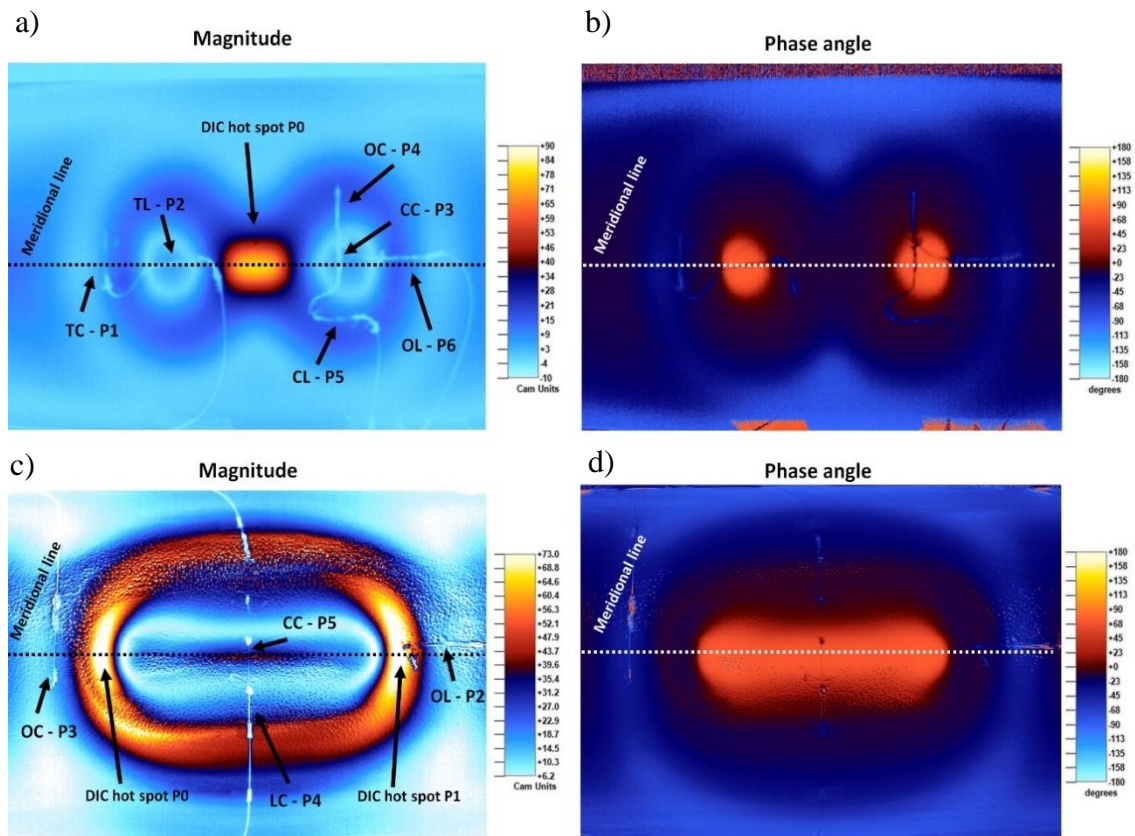 a)
Magnitude
Meridional line
DIC hot spot P0
OC - P4
TL - P2
CC - P3
TC - P1
OL - P6
CL - P5
+90
+84
+78
+71
+65
+59
+53
+46
+40
+34
+28
+21
+15
+9
+3
-4
-10
Cam Units
b)
Phase angle
Meridional line
+180
+158
+135
+113
+90
+68
+45
+23
+0
-23
-45
-68
-90
-113
-135
-158
-180
degrees
c)
Magnitude
Meridional line
CC - P5
OL - P2
OC - P3
DIC hot spot P0
LC - P4
DIC hot spot P1
+73.0
+68.8
+64.6
+60.5
+56.3
+52.1
+47.9
+43.7
+39.6
+35.4
+31.2
+27.0
+22.9
+18.7
+14.5
+10.3
+6.2
Cam Units
d)
Phase angle
Meridional line
+180
+158
+135
+113
+90
+68
+45
+23
+0
-23
-45
-68
-90
-113
-135
-158
-180
degrees